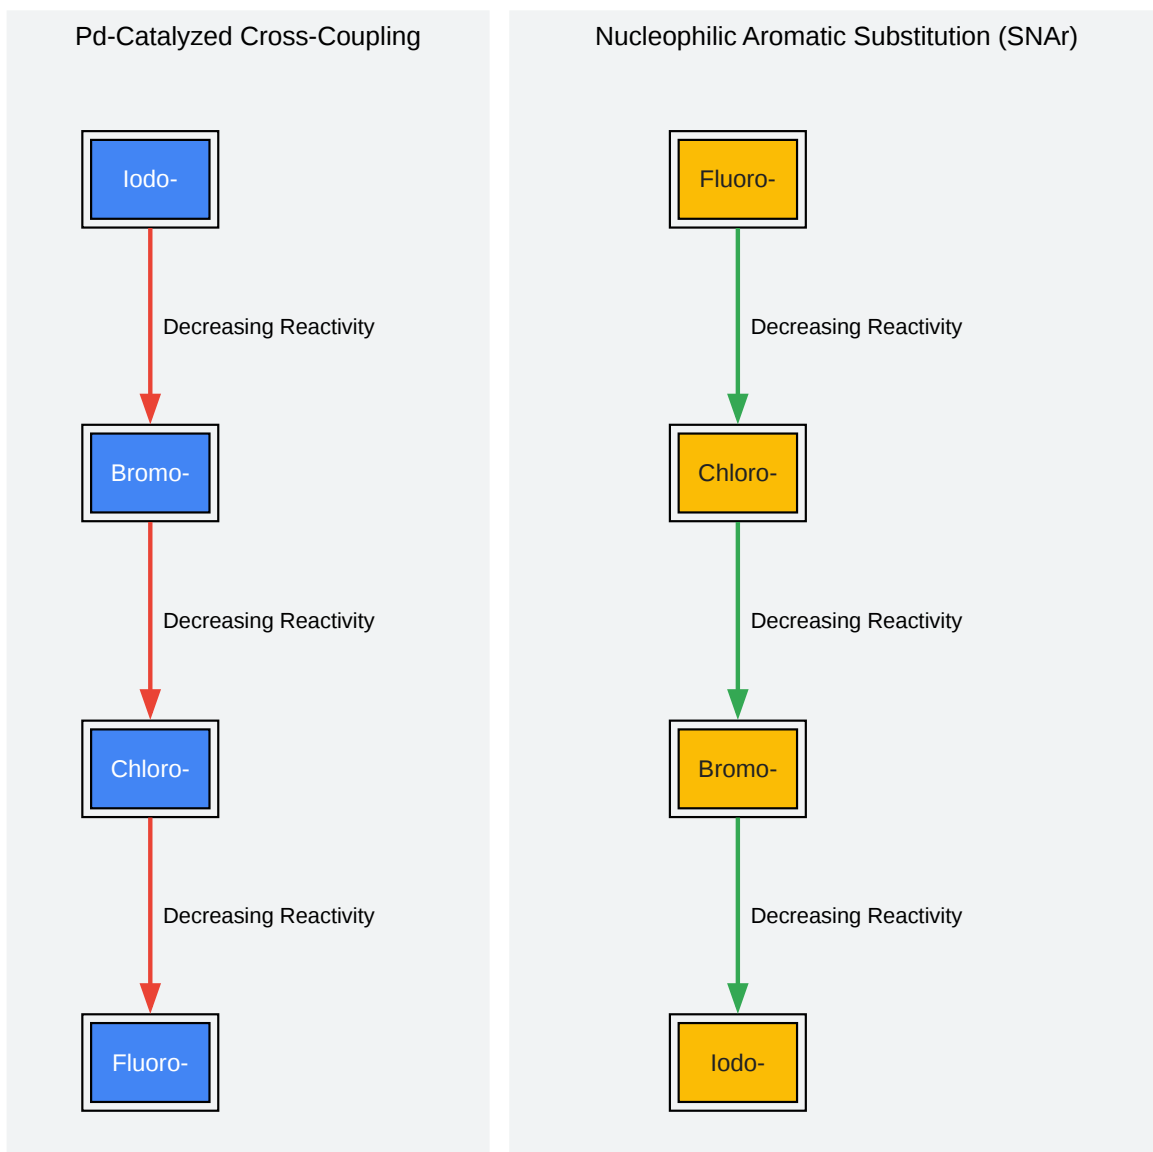 Pd-Catalyzed Cross-Coupling
Iodo-
Decreasing Reactivity
Bromo-
Decreasing Reactivity
Chloro-
Decreasing Reactivity
Fluoro-
Nucleophilic Aromatic Substitution (SNAr)
Fluoro-
Decreasing Reactivity
Chloro-
Decreasing Reactivity
Bromo-
Decreasing Reactivity
Iodo-